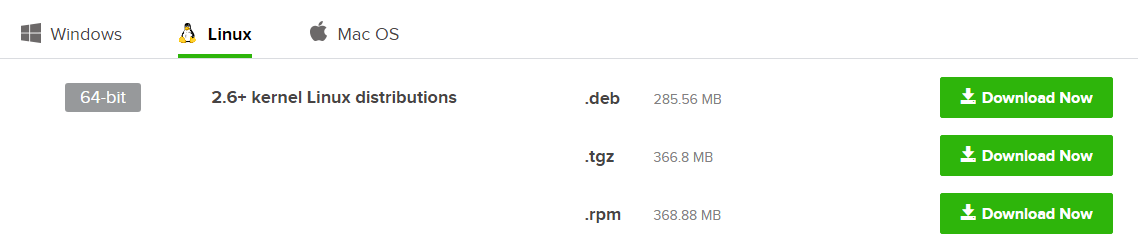 Windows Linux Mac OS
64-bit 2.6+ kernel Linux distributions .deb 285.56 MB Download Now
.tgz 366.8 MB Download Now
.rpm 368.88 MB Download Now